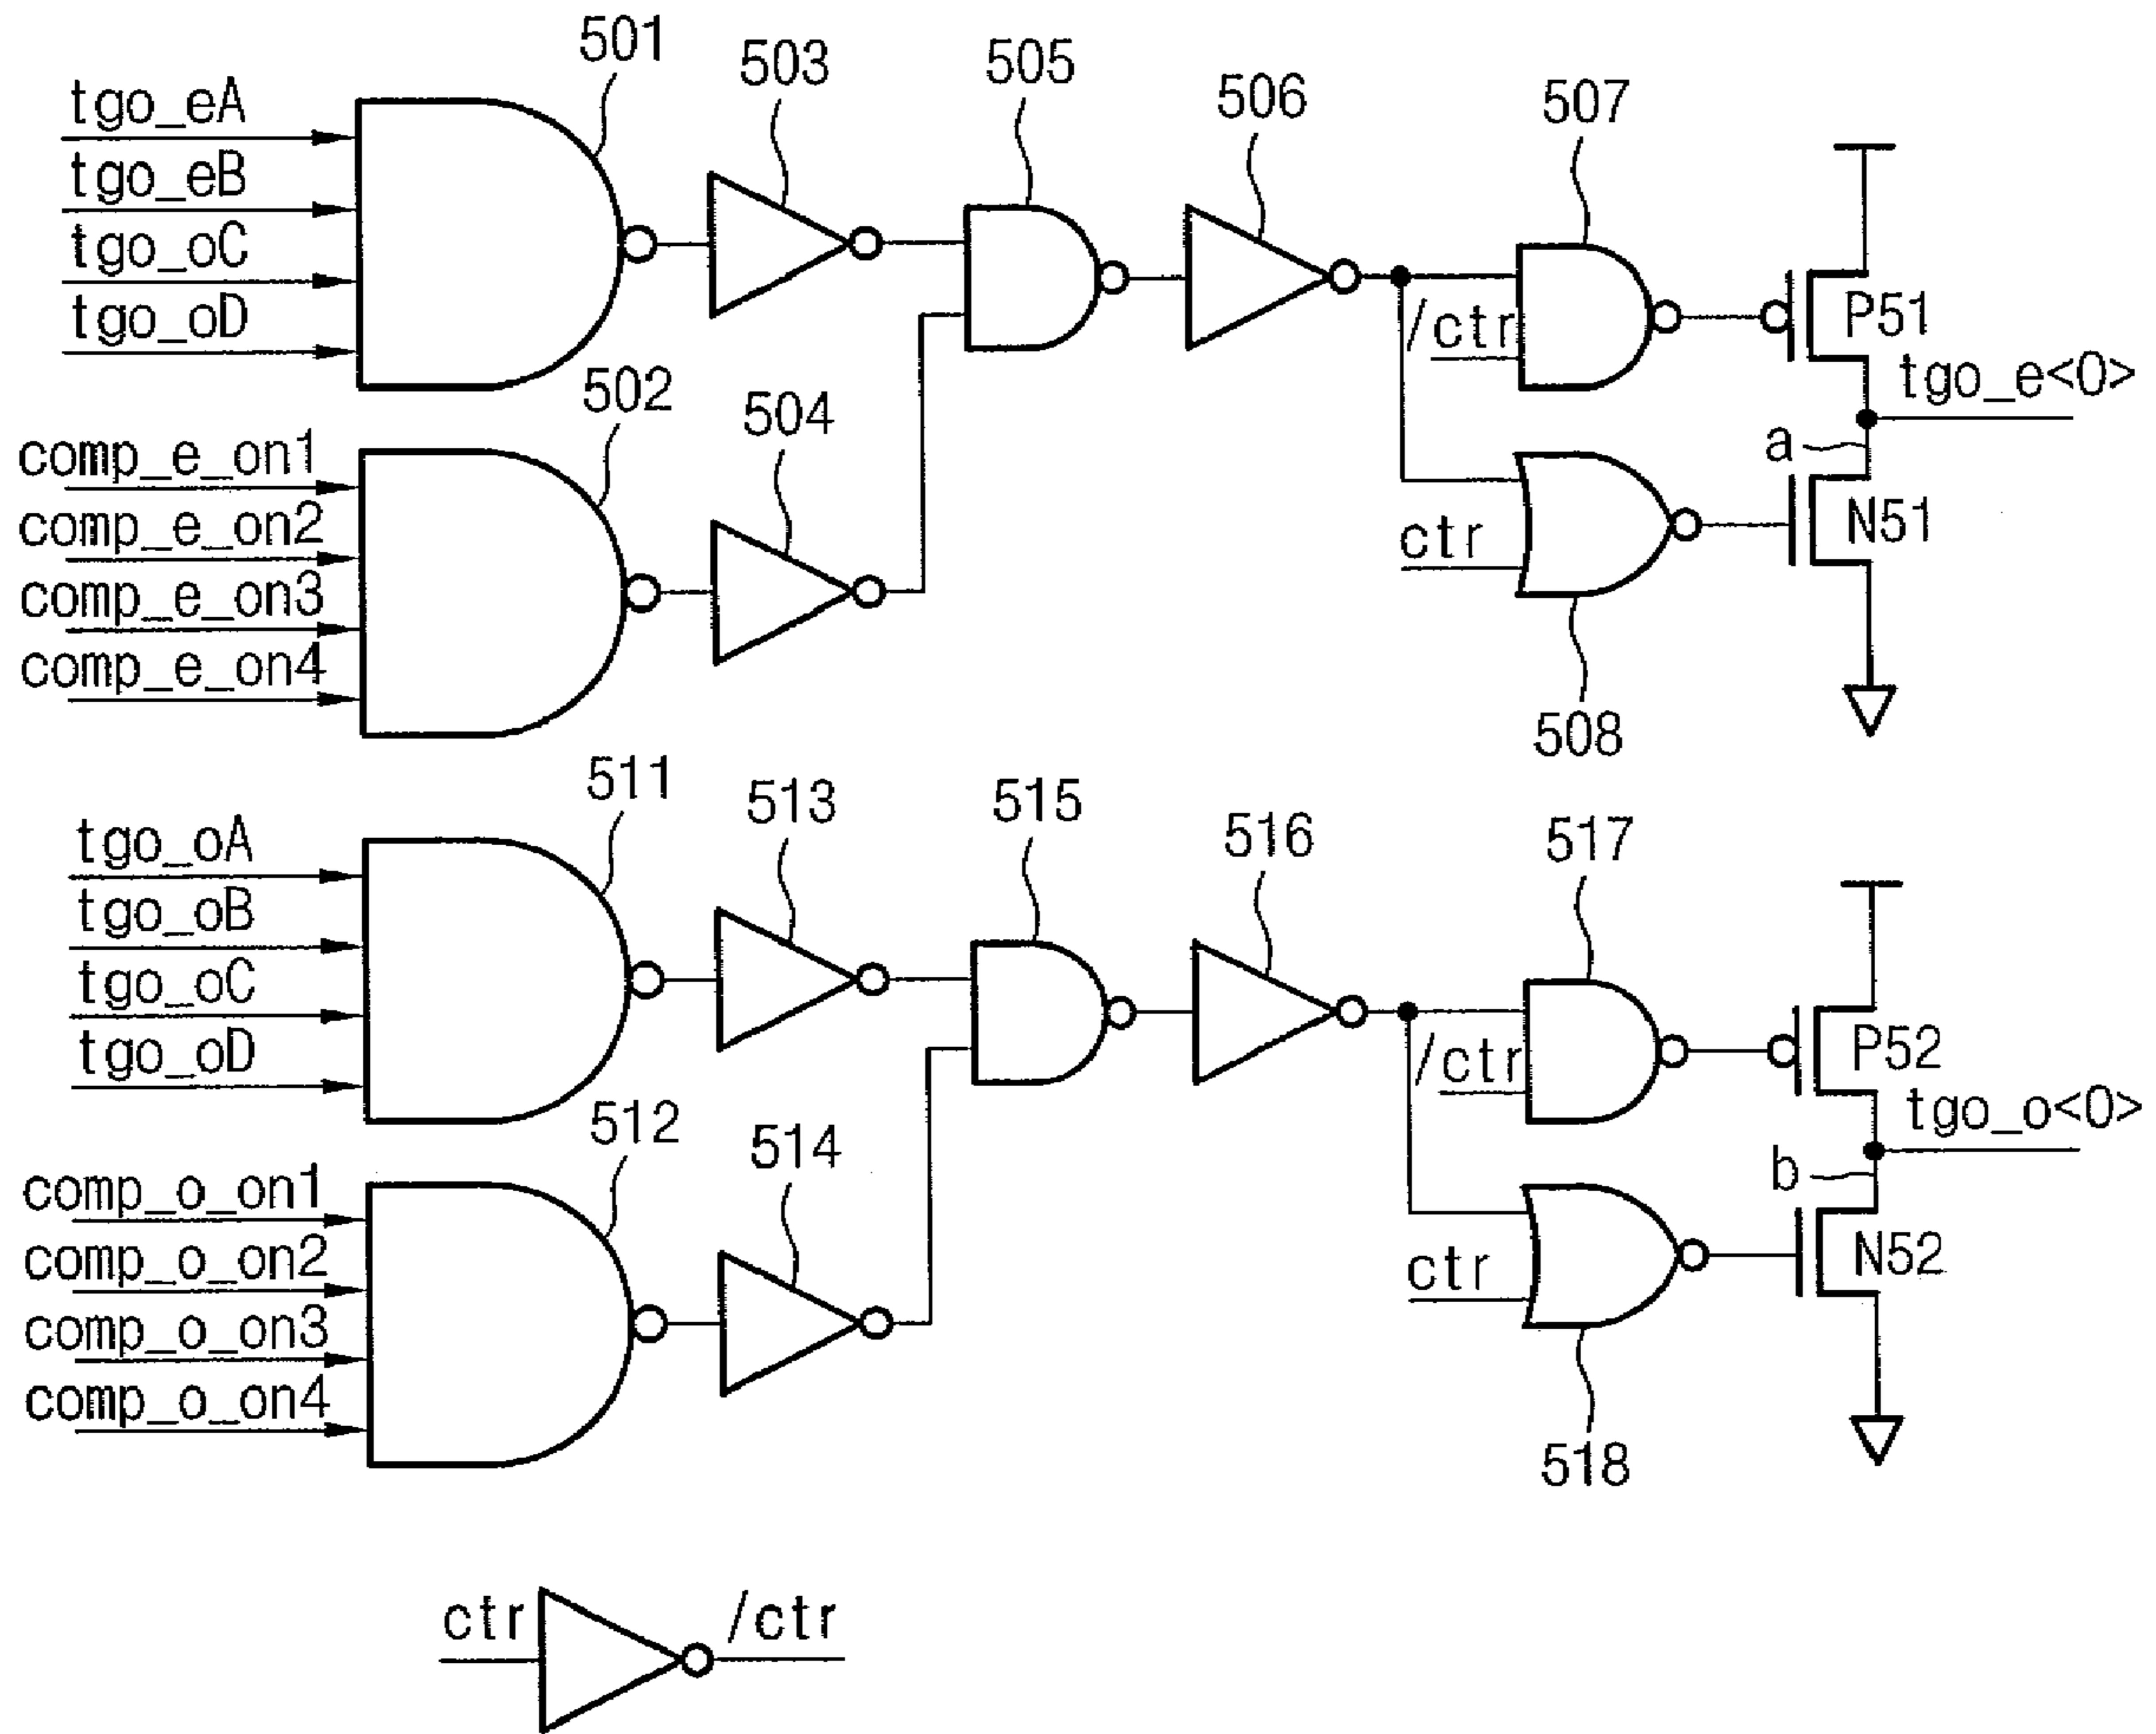 501
503
505
506
507
tgo_eA
tgo_eB
tgo_oC
tgo_oD
/ctr
P51
tgo_e<0>
502
504
a
comp_e_on1
comp_e_on2
comp_e_on3
comp_e_on4
ctr
N51
508
511
513
515
516
517
tgo_oA
tgo_oB
tgo_oC
tgo_oD
/ctr
P52
tgo_o<0>
512
514
b
comp_o_on1
comp_o_on2
comp_o_on3
comp_o_on4
ctr
N52
518
ctr
/ctr